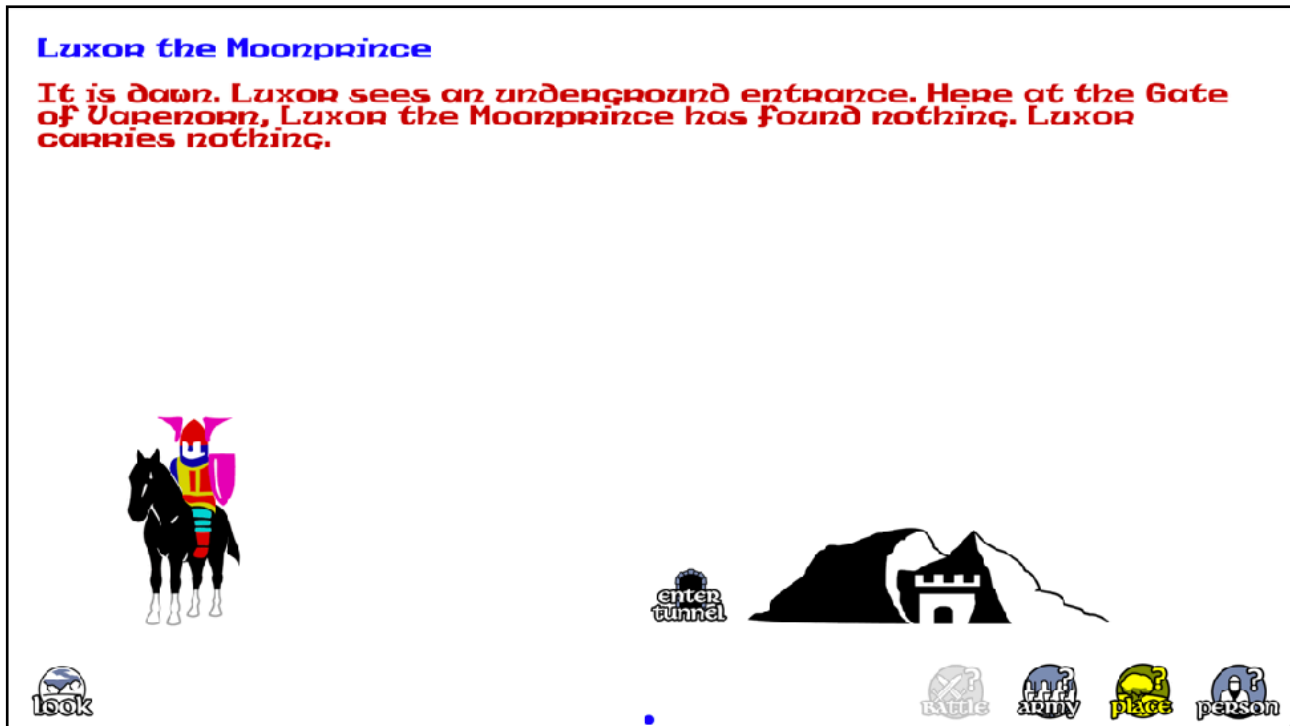 Luxor the Moonprince
It is dawn. Luxor sees an underground entrance. Here at the Gate
of Varenorn, Luxor the Moonprince has found nothing. Luxor
carries nothing.
enter
tunnel
look
BATTLE
ARMY
place
person